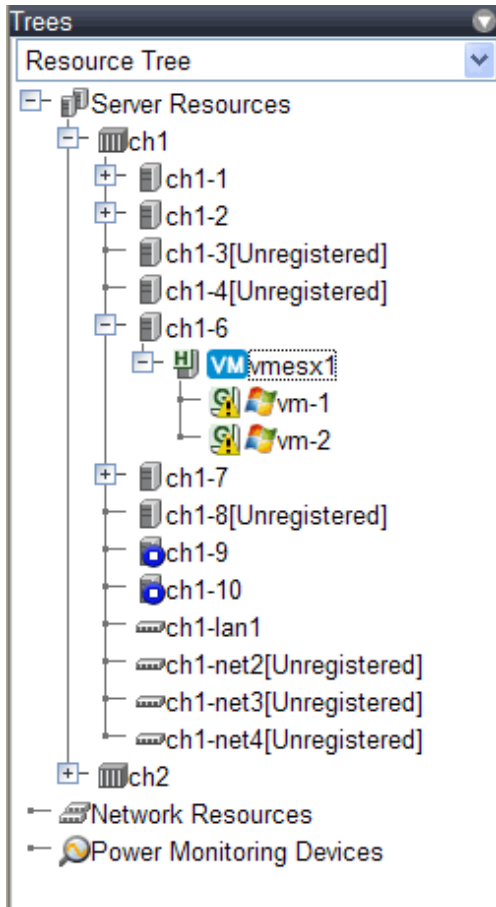 Trees
Resource Tree
Server Resources
ch1
ch1-1
ch1-2
ch1-3[Unregistered]
ch1-4[Unregistered]
ch1-6
H VM vmesx1
G vm-1
G vm-2
ch1-7
ch1-8[Unregistered]
ch1-9
ch1-10
ch1-lan1
ch1-net2[Unregistered]
ch1-net3[Unregistered]
ch1-net4[Unregistered]
ch2
Network Resources
Power Monitoring Devices